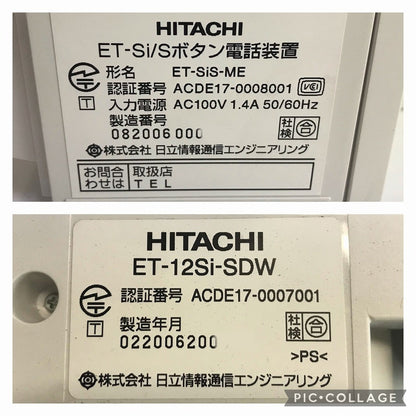 HITACHI
ET-Si/Sボタン電話装置
形名 ET-SiS-ME
認証番号 ACDE17-0008001 VCI
T 入力電源 AC100V 1.4A 50/60Hz
製造番号 社検 合
082006000
株式会社 日立情報通信エンジニアリング
お問合わせは 取扱店
TEL
HITACHI
ET-12Si-SDW
認証番号 ACDE17-0007001
T 製造年月 社検 合
022006200
>PS<
株式会社 日立情報通信エンジニアリング
PIC•COLLAGE